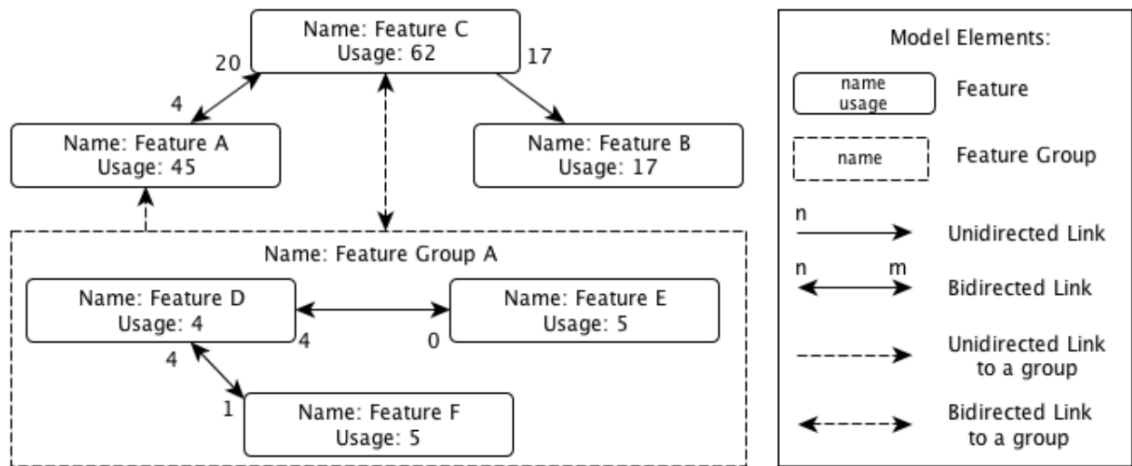 Name: Feature C
Usage: 62
20
17
4
Name: Feature A
Usage: 45
Name: Feature B
Usage: 17
Name: Feature Group A
Name: Feature D
Usage: 4
Name: Feature E
Usage: 5
4
0
4
1
Name: Feature F
Usage: 5
Model Elements:
name
usage
Feature
name
Feature Group
n
Unidirected Link
n m
Bidirected Link
Unidirected Link
to a group
Bidirected Link
to a group